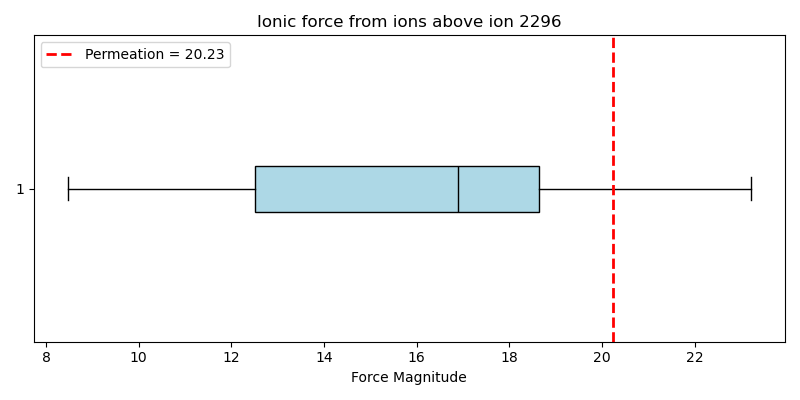 Ionic force from ions above ion 2296
Permeation = 20.23
1
8 10 12 14 16 18 20 22
Force Magnitude